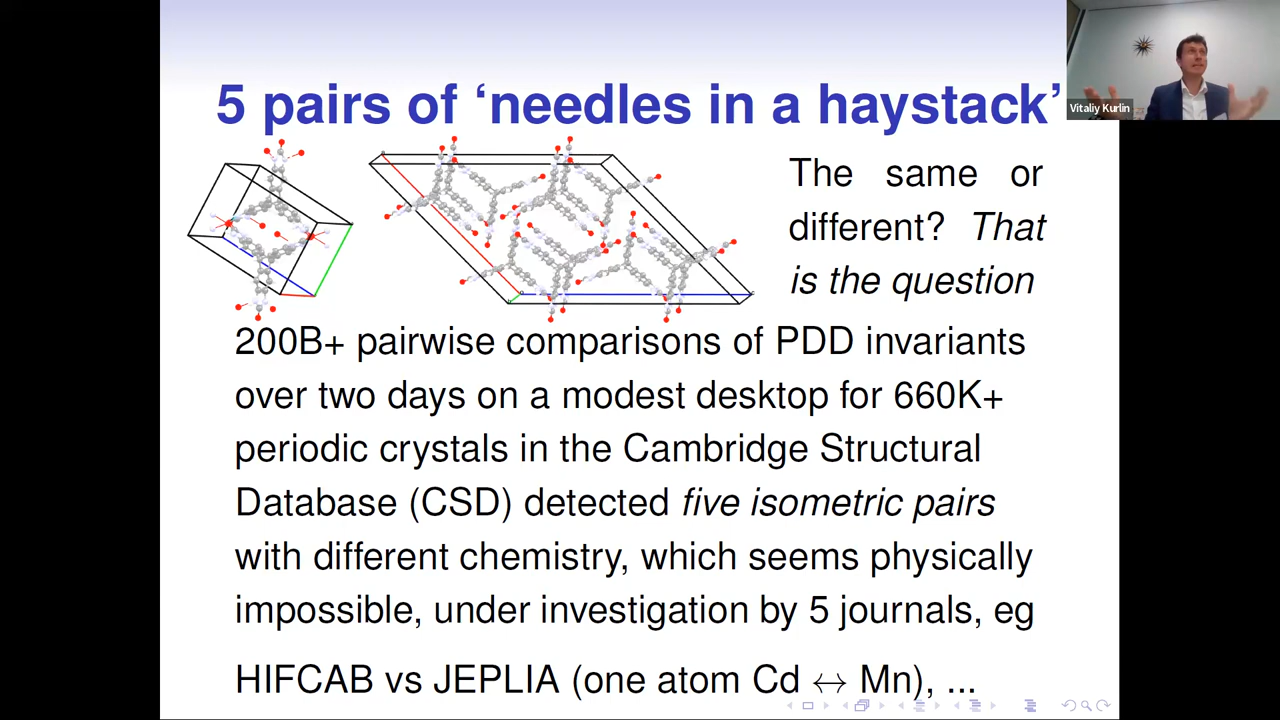 5 pairs of ‘needles in a haystack’
Vitaliy Kurlin
The same or
different? That
is the question
200B+ pairwise comparisons of PDD invariants
over two days on a modest desktop for 660K+
periodic crystals in the Cambridge Structural
Database (CSD) detected five isometric pairs
with different chemistry, which seems physically
impossible, under investigation by 5 journals, eg
HIFCAB vs JEPLIA (one atom Cd ↔ Mn), ...